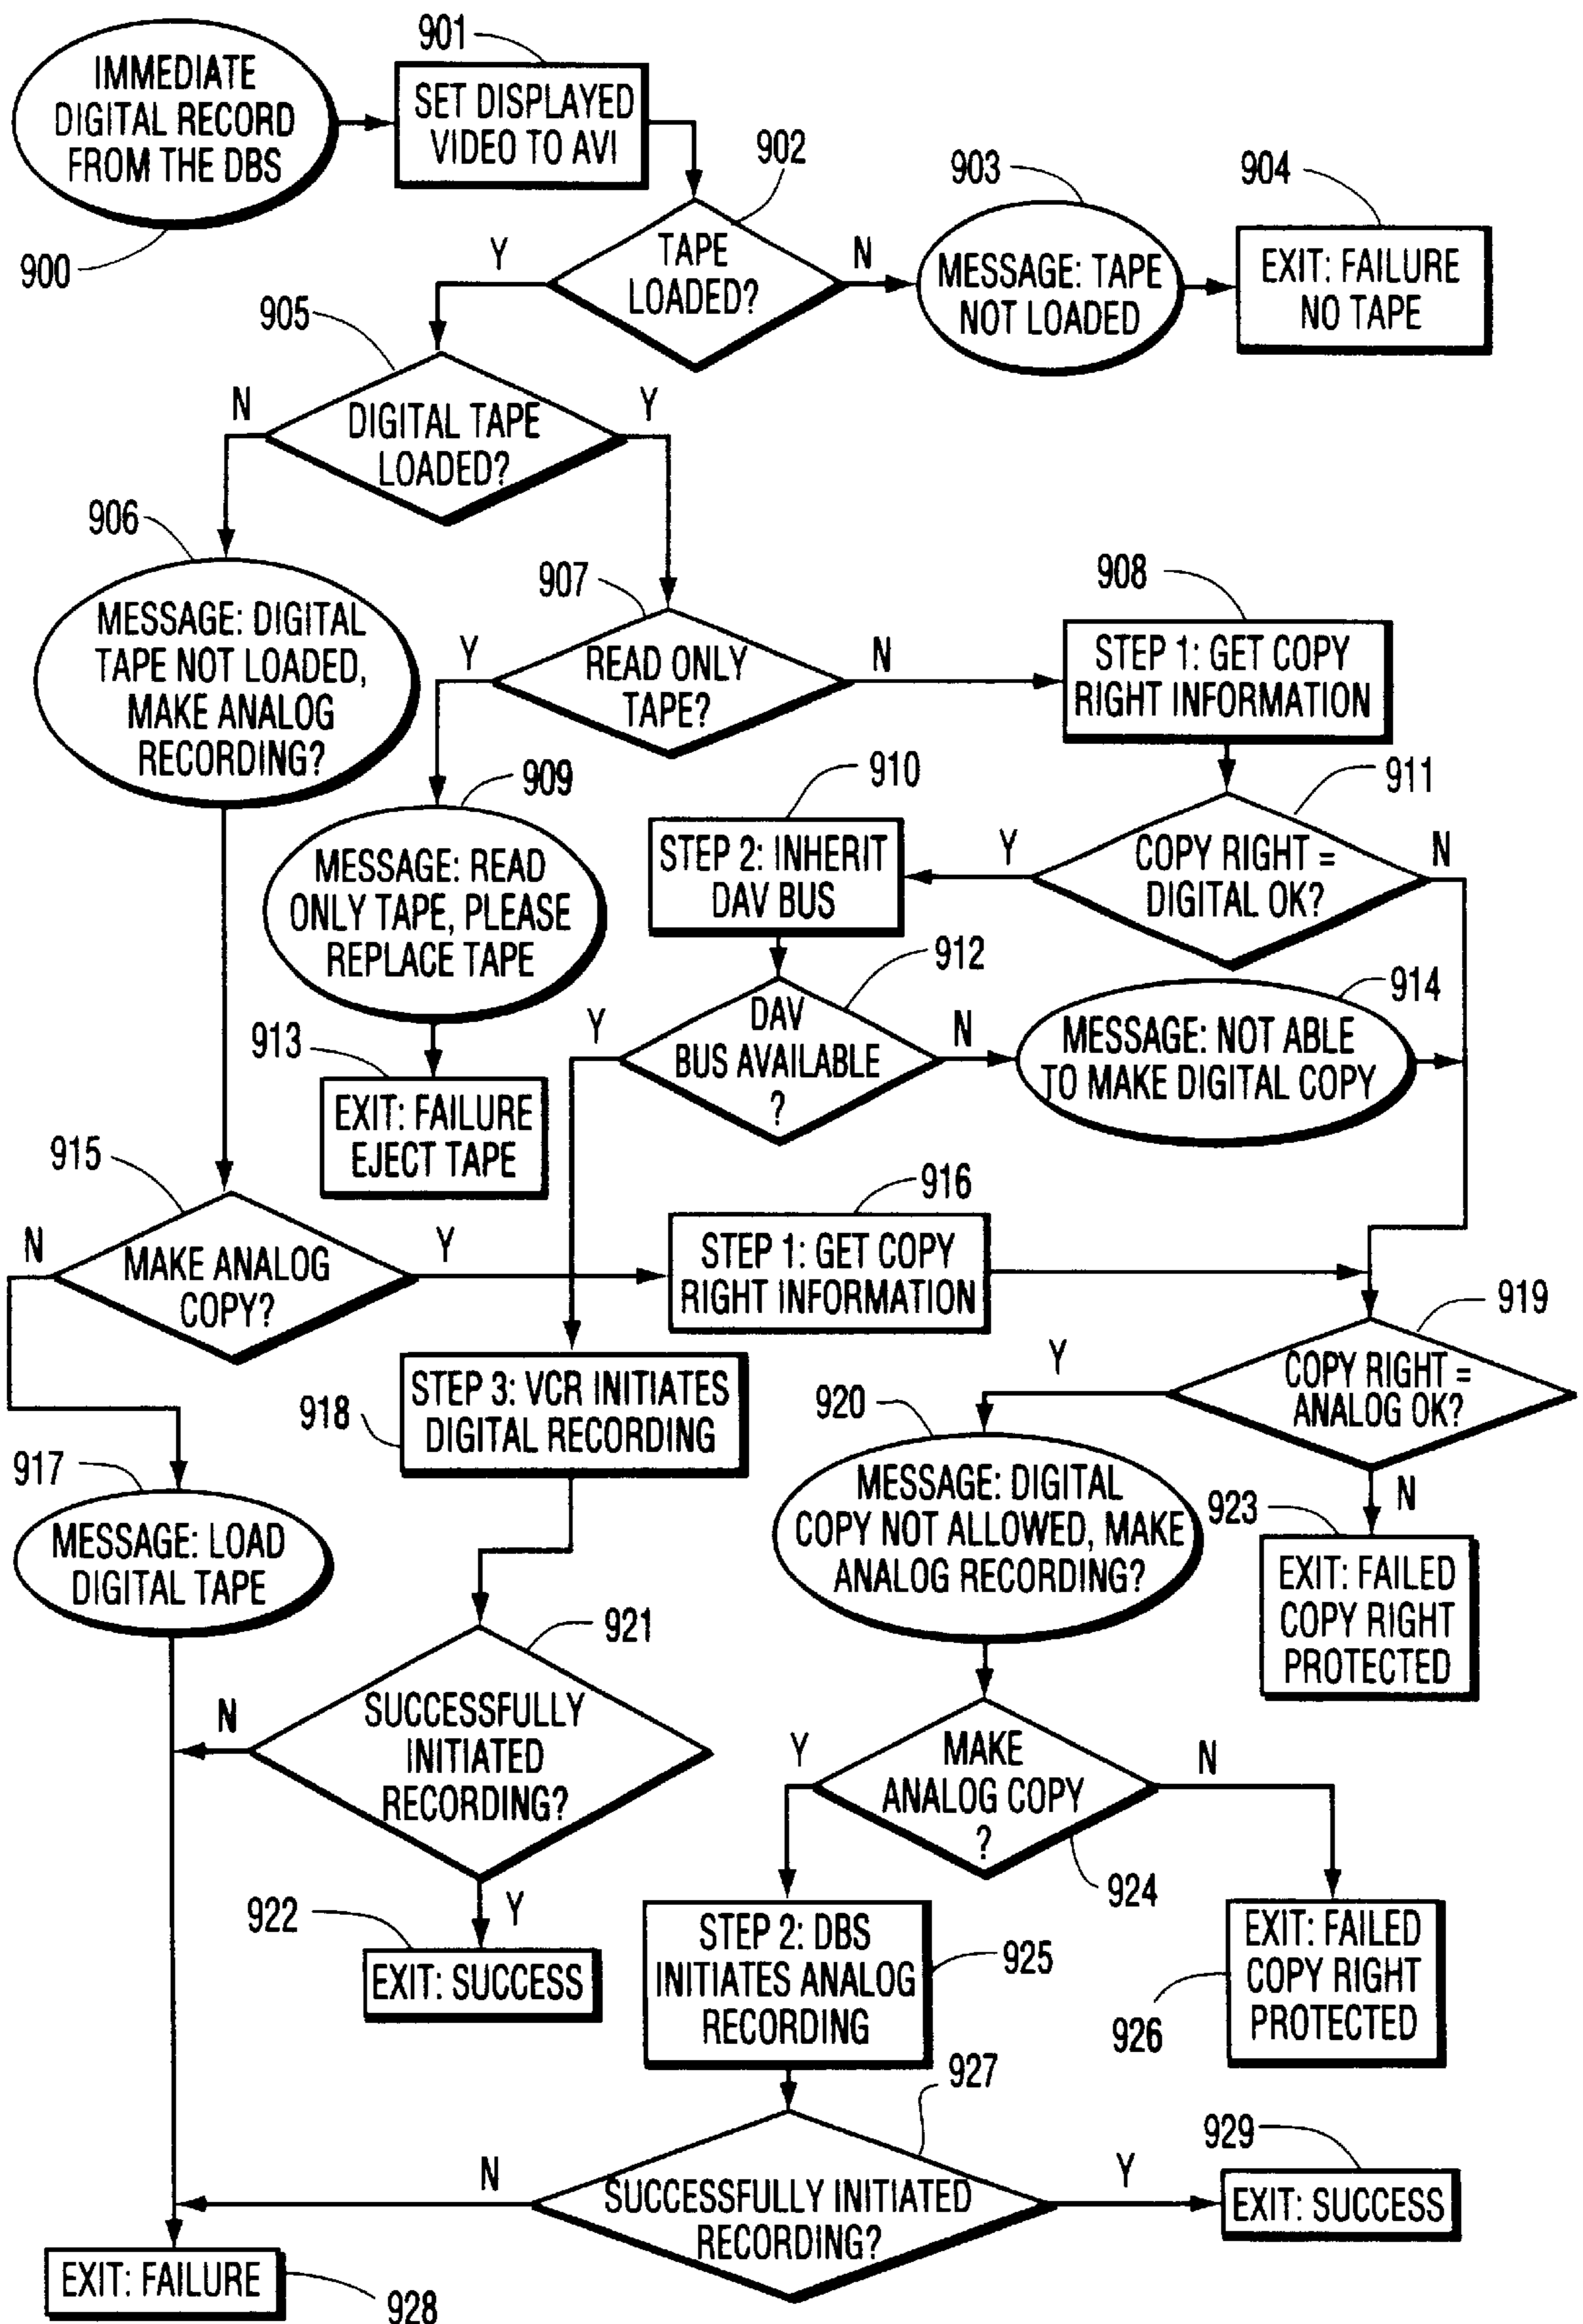 901
IMMEDIATE
DIGITAL RECORD
FROM THE DBS
900
SET DISPLAYED
VIDEO TO AVI
902
TAPE
LOADED?
Y
N
903
MESSAGE: TAPE
NOT LOADED
904
EXIT: FAILURE
NO TAPE
905
DIGITAL TAPE
LOADED?
N
Y
906
MESSAGE: DIGITAL
TAPE NOT LOADED,
MAKE ANALOG
RECORDING?
907
READ ONLY
TAPE?
Y
N
908
STEP 1: GET COPY
RIGHT INFORMATION
909
MESSAGE: READ
ONLY TAPE, PLEASE
REPLACE TAPE
910
STEP 2: INHERIT
DAV BUS
911
COPY RIGHT =
DIGITAL OK?
Y
N
912
DAV
BUS AVAILABLE
?
Y
N
914
MESSAGE: NOT ABLE
TO MAKE DIGITAL COPY
913
EXIT: FAILURE
EJECT TAPE
915
MAKE ANALOG
COPY?
N
Y
916
STEP 1: GET COPY
RIGHT INFORMATION
919
COPY RIGHT =
ANALOG OK?
Y
N
918
STEP 3: VCR INITIATES
DIGITAL RECORDING
917
MESSAGE: LOAD
DIGITAL TAPE
920
MESSAGE: DIGITAL
COPY NOT ALLOWED, MAKE
ANALOG RECORDING?
923
EXIT: FAILED
COPY RIGHT
PROTECTED
921
SUCCESSFULLY
INITIATED
RECORDING?
N
Y
922
EXIT: SUCCESS
MAKE
ANALOG COPY
?
Y
N
924
STEP 2: DBS
INITIATES ANALOG
RECORDING
925
EXIT: FAILED
COPY RIGHT
PROTECTED
926
927
SUCCESSFULLY INITIATED
RECORDING?
N
Y
929
EXIT: SUCCESS
EXIT: FAILURE
928